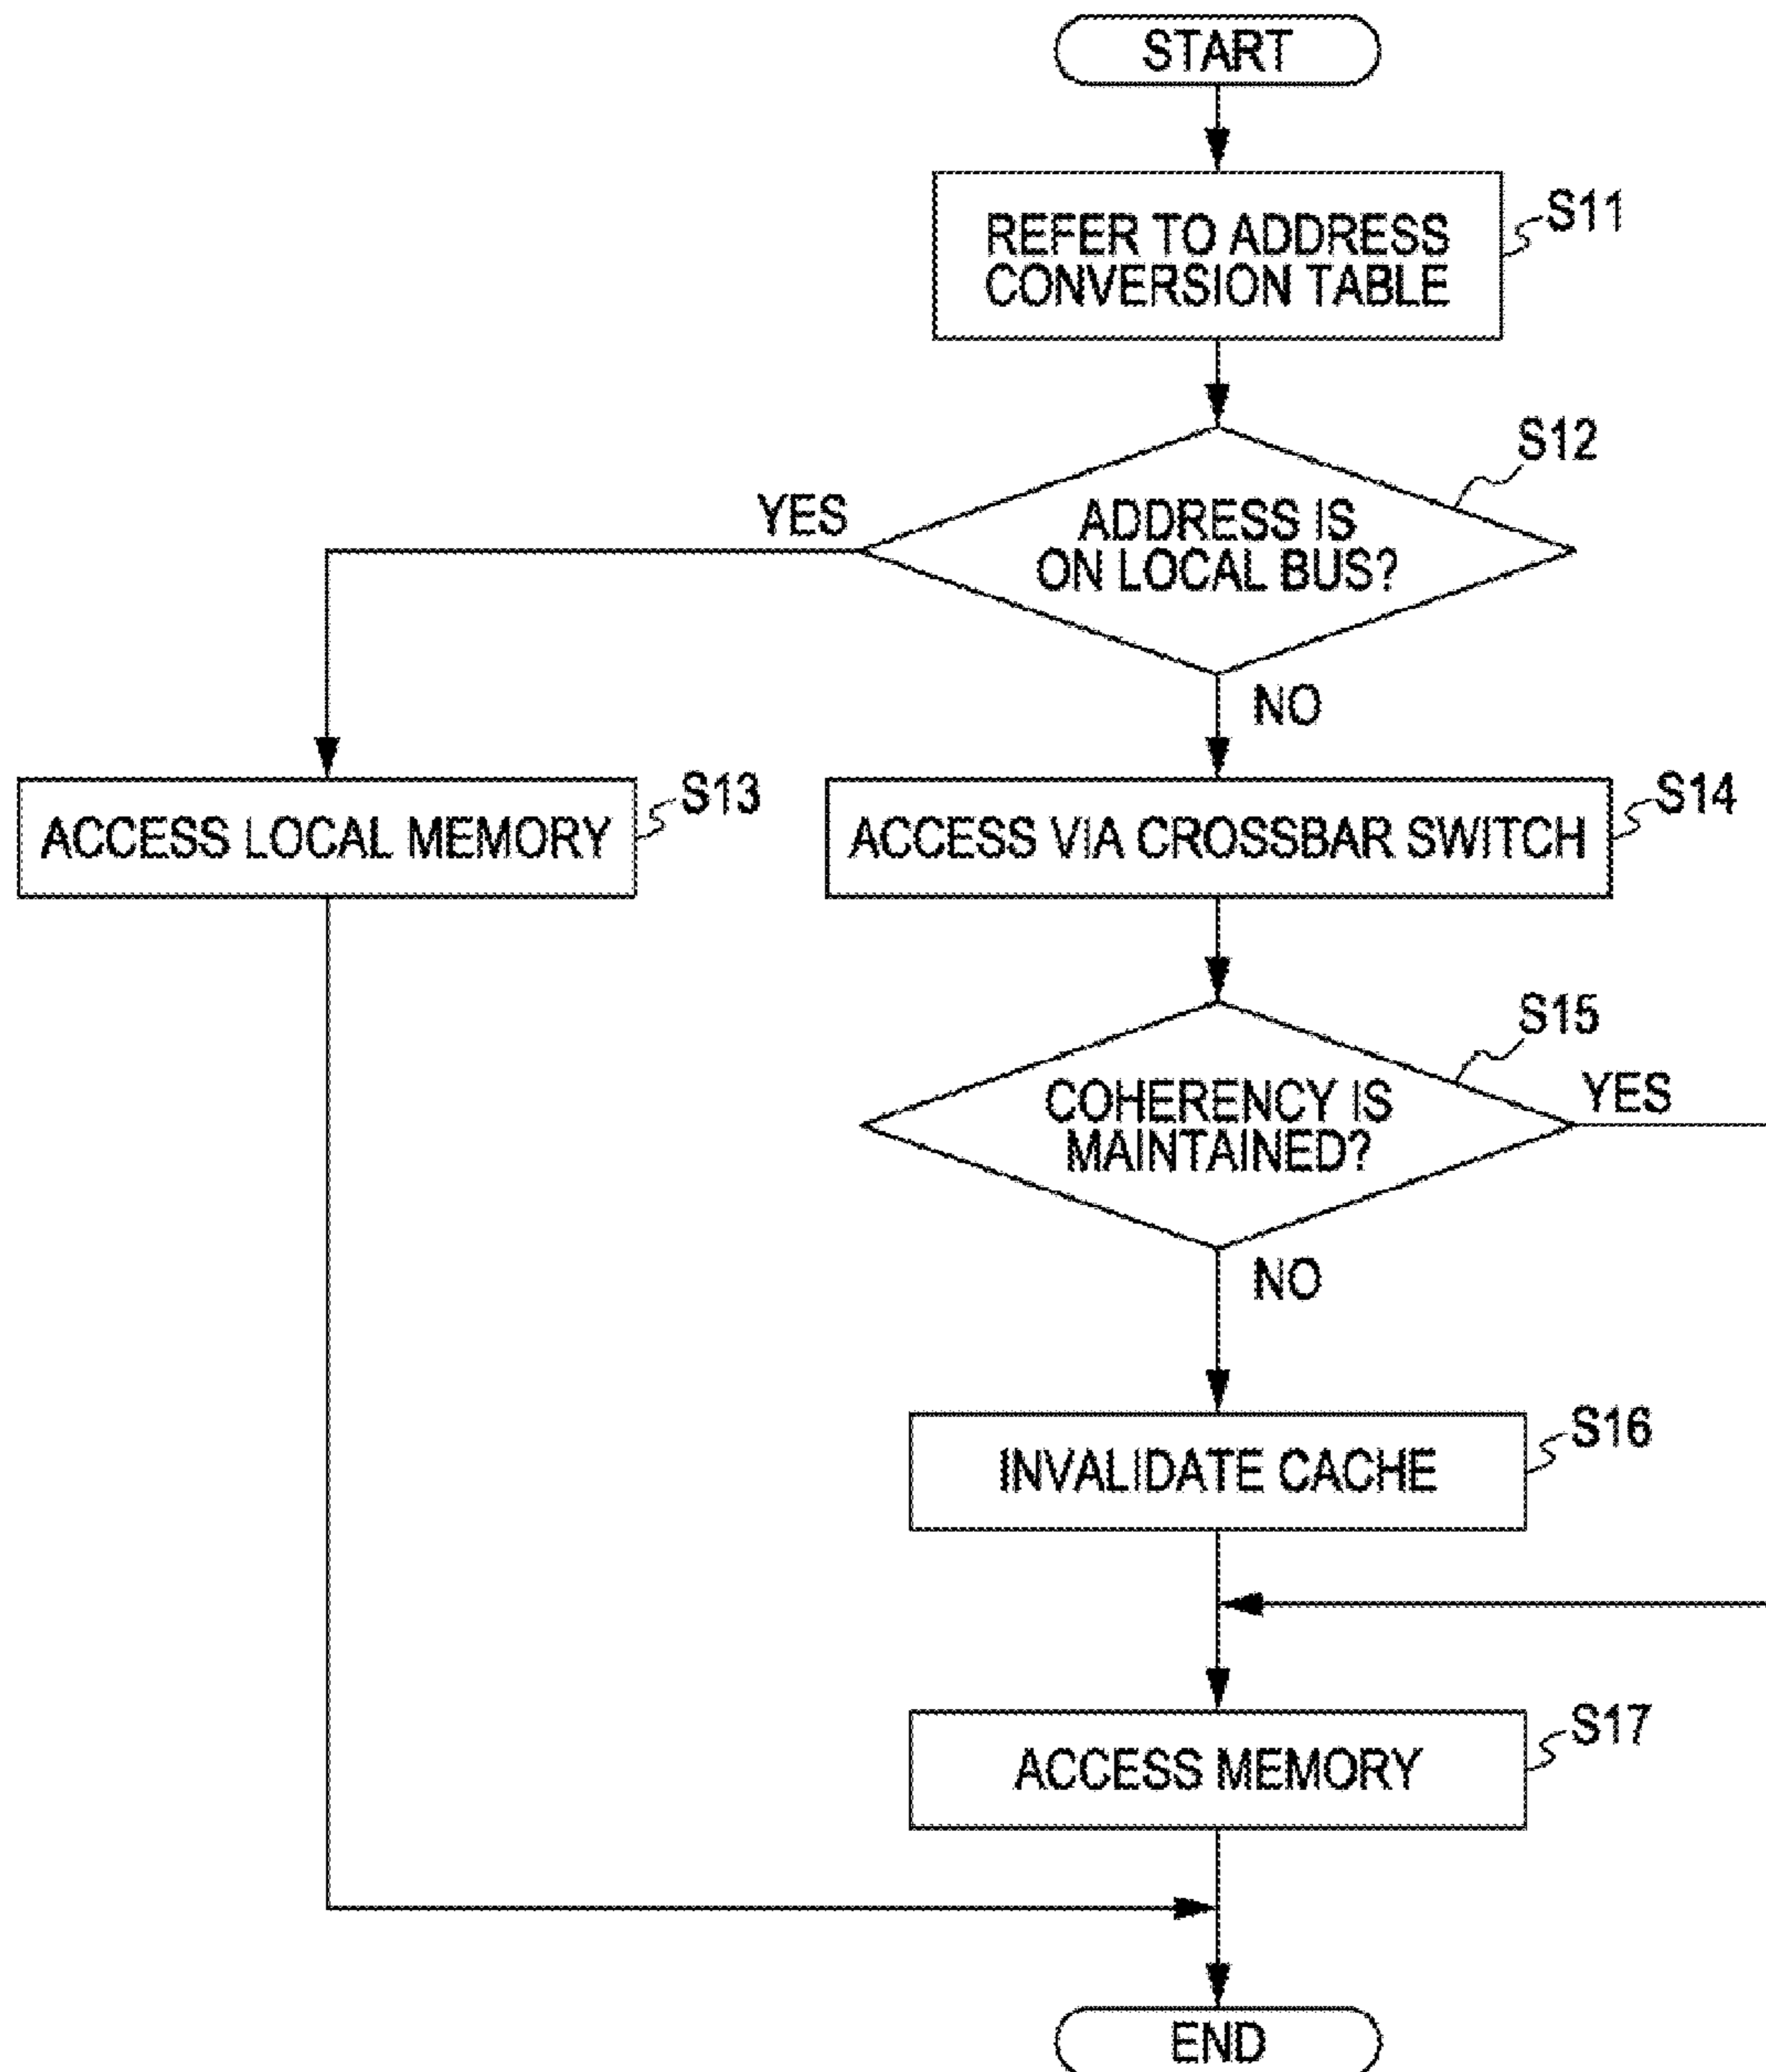 START
REFER TO ADDRESS
CONVERSION TABLE
S11
S12
ADDRESS IS
ON LOCAL BUS?
YES
NO
ACCESS LOCAL MEMORY
S13
ACCESS VIA CROSSBAR SWITCH
S14
S15
COHERENCY IS
MAINTAINED?
YES
NO
INVALIDATE CACHE
S16
ACCESS MEMORY
S17
END